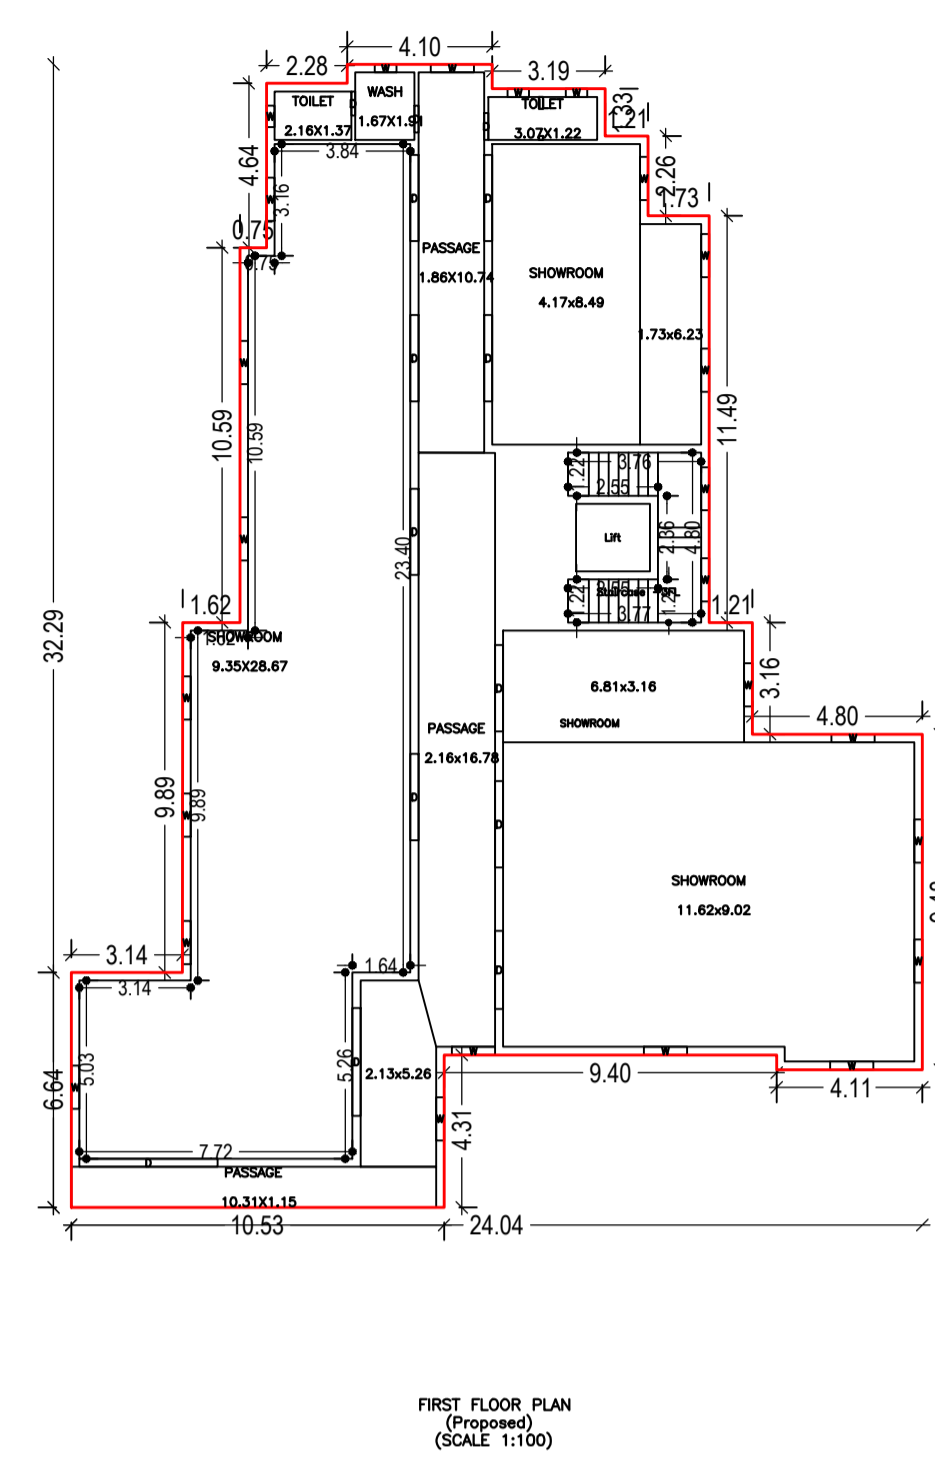 4.10
2.28
3.19
W
W
WASH
TOILET
1.67X1.91
2.16X1.37
TOILET
3.07X1.22
1.33
1.21
D
D
W
W
W
3.84
4.64
3.16
2.26
W
W
1.73
0.75
0.75
D
D
PASSAGE
1.86X10.74
SHOWROOM
4.17x8.49
1.73x6.23
W
W
D
D
W
W
10.59
10.59
11.49
3.76
2.55
1.22
W
D
23.40
Lift
2.36
4.80
W
W
Staircase
3.77
1.22
1.62
1.21
32.29
SHOWROOM
9.35X28.67
6.81x3.16
SHOWROOM
3.16
D
W
W
PASSAGE
2.16x16.78
4.80
W
9.89
9.89
W
D
D
W
SHOWROOM
11.62x9.02
W
3.14
3.14
1.64
D
W
W
W
W
W
6.64
5.03
5.26
D
2.13x5.26
9.40
4.11
W
W
4.31
7.72
D
PASSAGE
10.31X1.15
10.53
24.04
FIRST FLOOR PLAN
(Proposed)
(SCALE 1:100)